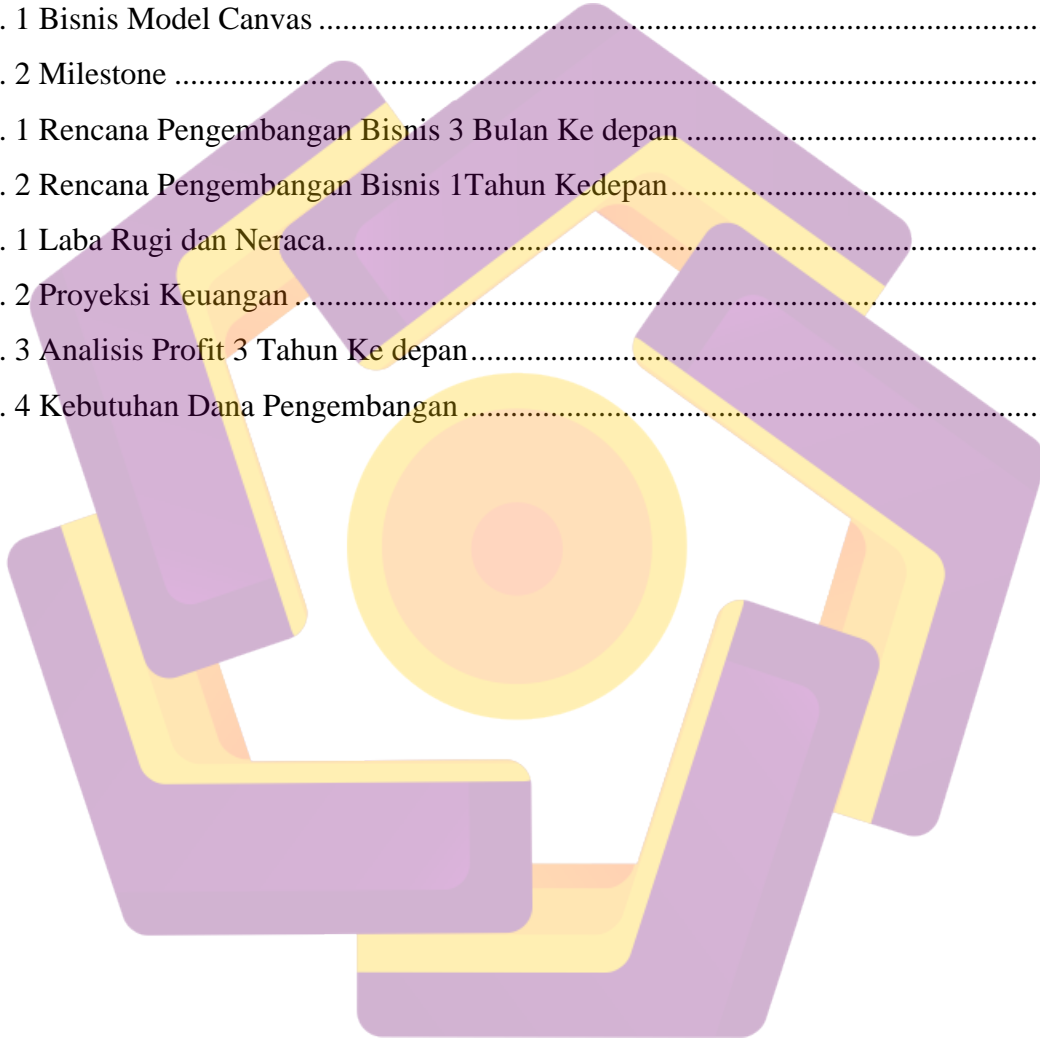 . 1 Bisnis Model Canvas ................................................................................
. 2 Milestone ................................................................................................
. 1 Rencana Pengembangan Bisnis 3 Bulan Ke depan ................................
. 2 Rencana Pengembangan Bisnis 1Tahun Kedepan..................................
. 1 Laba Rugi dan Neraca..............................................................................
. 2 Proyeksi Keuangan ..................................................................................
. 3 Analisis Profit 3 Tahun Ke depan.............................................................
. 4 Kebutuhan Dana Pengembangan..............................................................